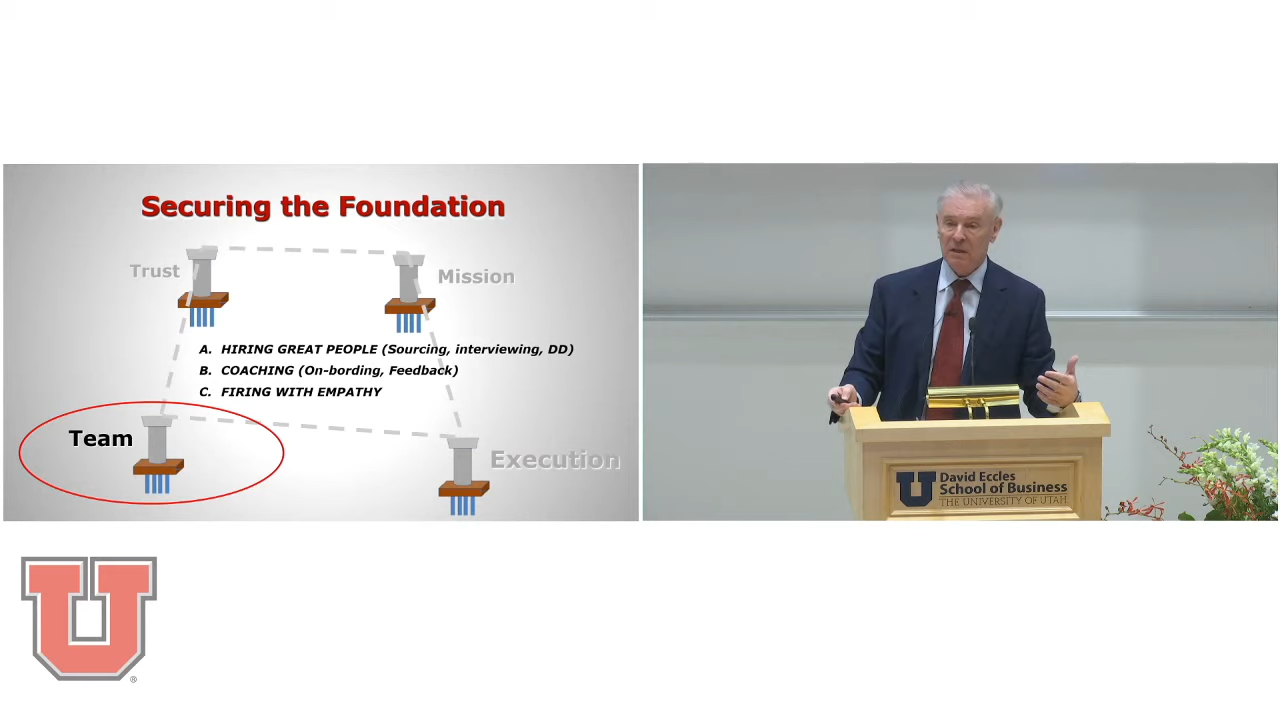 Securing the Foundation
Trust
Mission
A. HIRING GREAT PEOPLE (Sourcing, interviewing, DD)
B. COACHING (On-bording, Feedback)
C. FIRING WITH EMPATHY
Team
Execution
U David Eccles
School of Business
THE UNIVERSITY OF UTAH
U
®